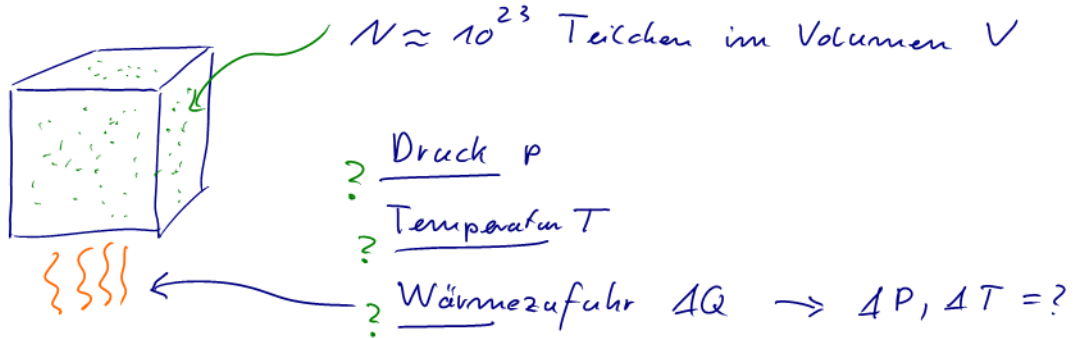 N ≈ 10²³ Teilchen im Volumen V
? Druck p
? Temperatur T
? Wärmezufuhr ΔQ → ΔP, ΔT = ?